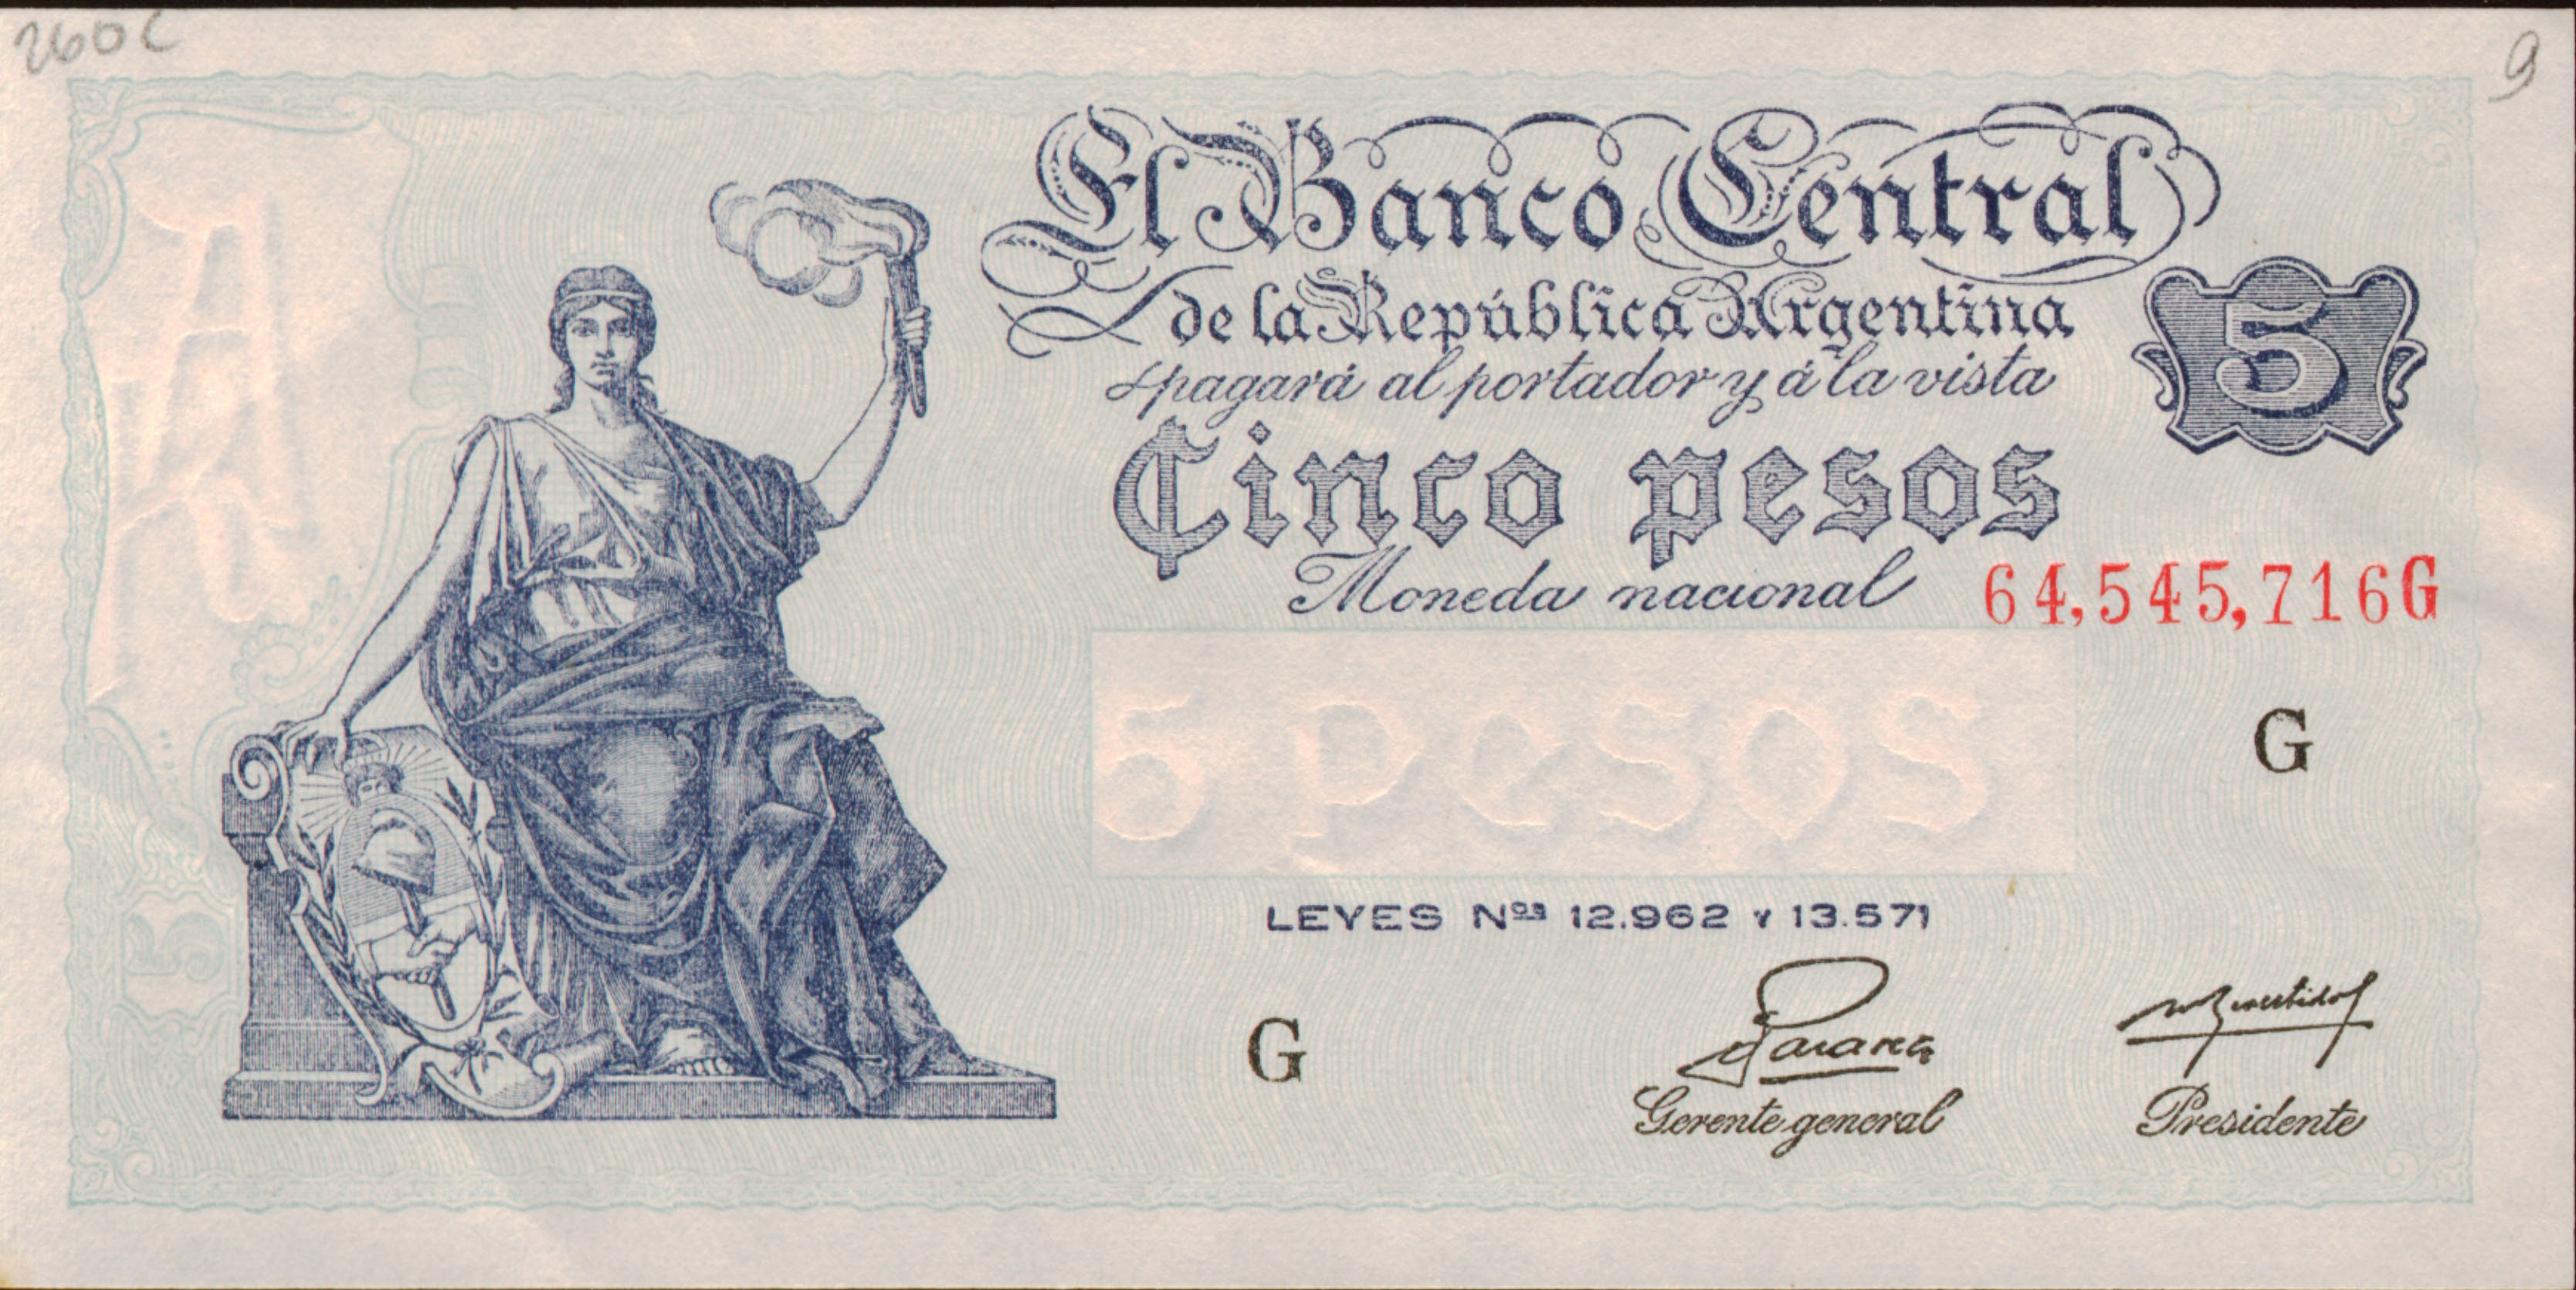 260C
9
El Banco Central
de la República Argentina
5
pagará al portador y á la vista
Cinco pesos
Moneda nacional
64,545,716G
5 PESOS
G
LEYES Nos 12.962 Y 13.571
5
G
Gerente general
Presidente